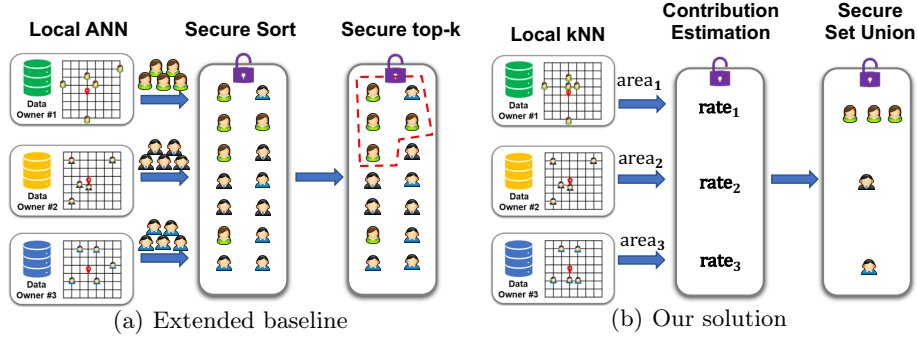 Local ANN
Secure Sort
Secure top-k
Data
Owner #1
Data
Owner #2
Data
Owner #3
(a) Extended baseline
Local kNN
Contribution
Estimation
Secure
Set Union
Data
Owner #1
area₁
rate₁
Data
Owner #2
area₂
rate₂
Data
Owner #3
area₃
rate₃
(b) Our solution